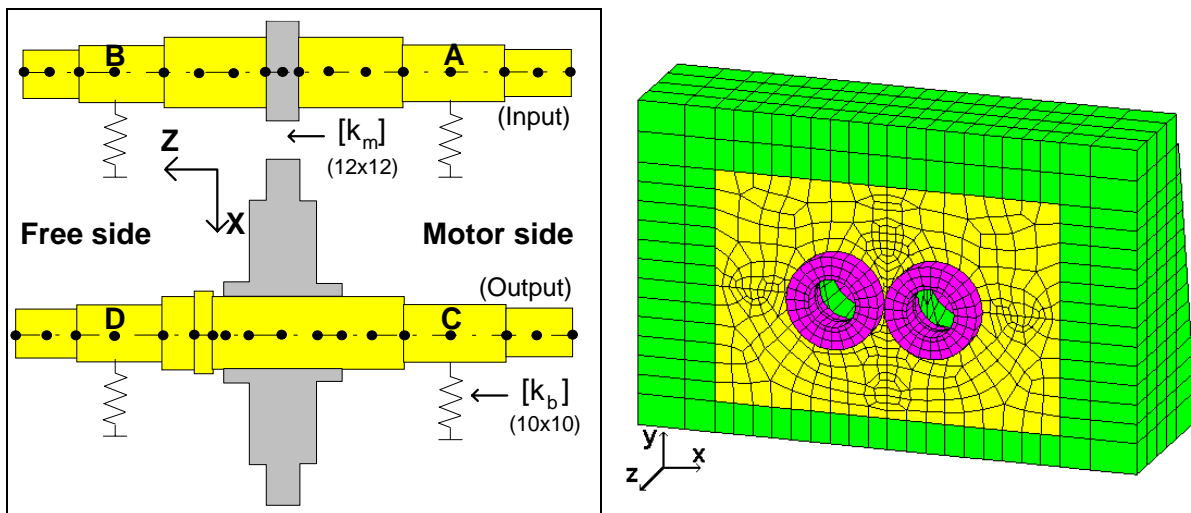 B
A
(Input)
[k_m]
(12x12)
Z
X
Free side
Motor side
(Output)
D
C
[k_b]
(10x10)
y
x
z